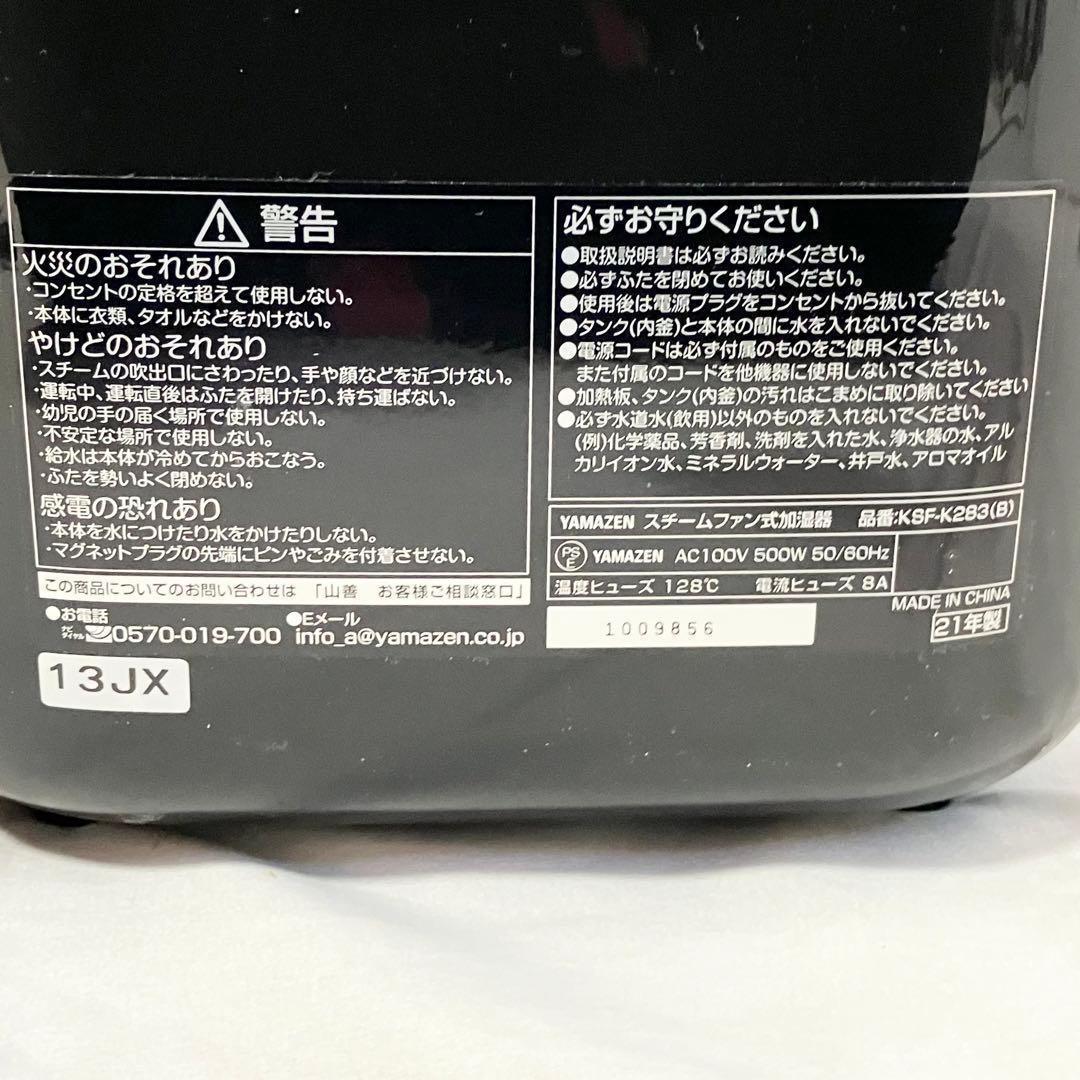 警告
火災のおそれあり
・コンセントの定格を超えて使用しない。
・本体に衣類、タオルなどをかけない。
やけどのおそれあり
・スチームの吹出口にさわったり、手や顔などを近づけない。
・運転中、運転直後はふたを開けたり、持ち運ばない。
・幼児の手の届く場所で使用しない。
・不安定な場所で使用しない。
・給水は本体が冷めてからおこなう。
・ふたを勢いよく閉めない。
感電の恐れあり
・本体を水につけたり水をかけたりしない。
・マグネットプラグの先端にピンやごみを付着させない。
この商品についてのお問い合わせは 「山善 お客様ご相談窓口」
●お電話 ●Eメール
ナビダイヤル 0570-019-700 info_a@yamazen.co.jp
13JX
必ずお守りください
●取扱説明書は必ずお読みください。
●必ずふたを閉めてお使いください。
●使用後は電源プラグをコンセントから抜いてください。
●タンク(内釜)と本体の間に水を入れないでください。
●電源コードは必ず付属のものをご使用ください。
また付属のコードを他機器に使用しないでください。
●加熱板、タンク(内釜)の汚れはこまめに取り除いてください
●必ず水道水(飲用)以外のものを入れないでください。
(例)化学薬品、芳香剤、洗剤を入れた水、浄水器の水、アル
カリイオン水、ミネラルウォーター、井戸水、アロマオイル
YAMAZEN スチームファン式加湿器 品番:KSF-K283(B)
PSE YAMAZEN AC100V 500W 50/60Hz
温度ヒューズ 128℃ 電流ヒューズ 8A
MADE IN CHINA
1009856
21年製